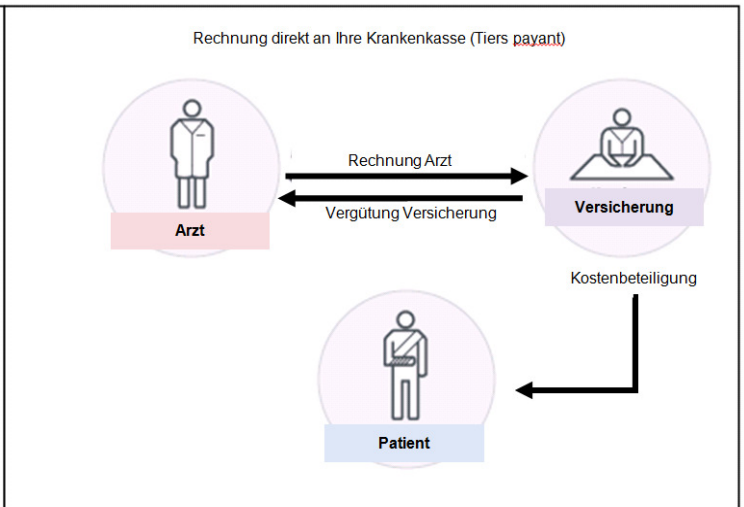 Rechnung direkt an Ihre Krankenkasse (Tiers payant)
Rechnung Arzt
Vergütung Versicherung
Arzt
Versicherung
Kostenbeteiligung
Patient